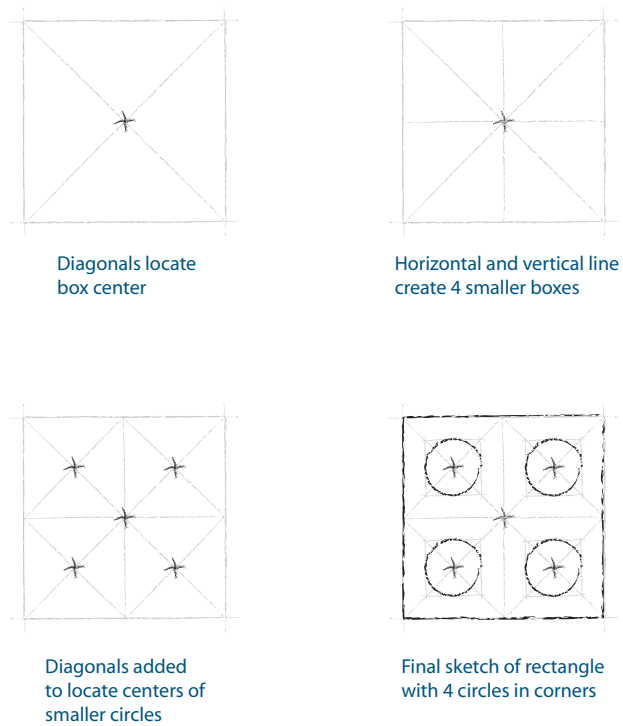 Diagonals locate
box center
Horizontal and vertical line
create 4 smaller boxes
Diagonals added
to locate centers of
smaller circles
Final sketch of rectangle
with 4 circles in corners